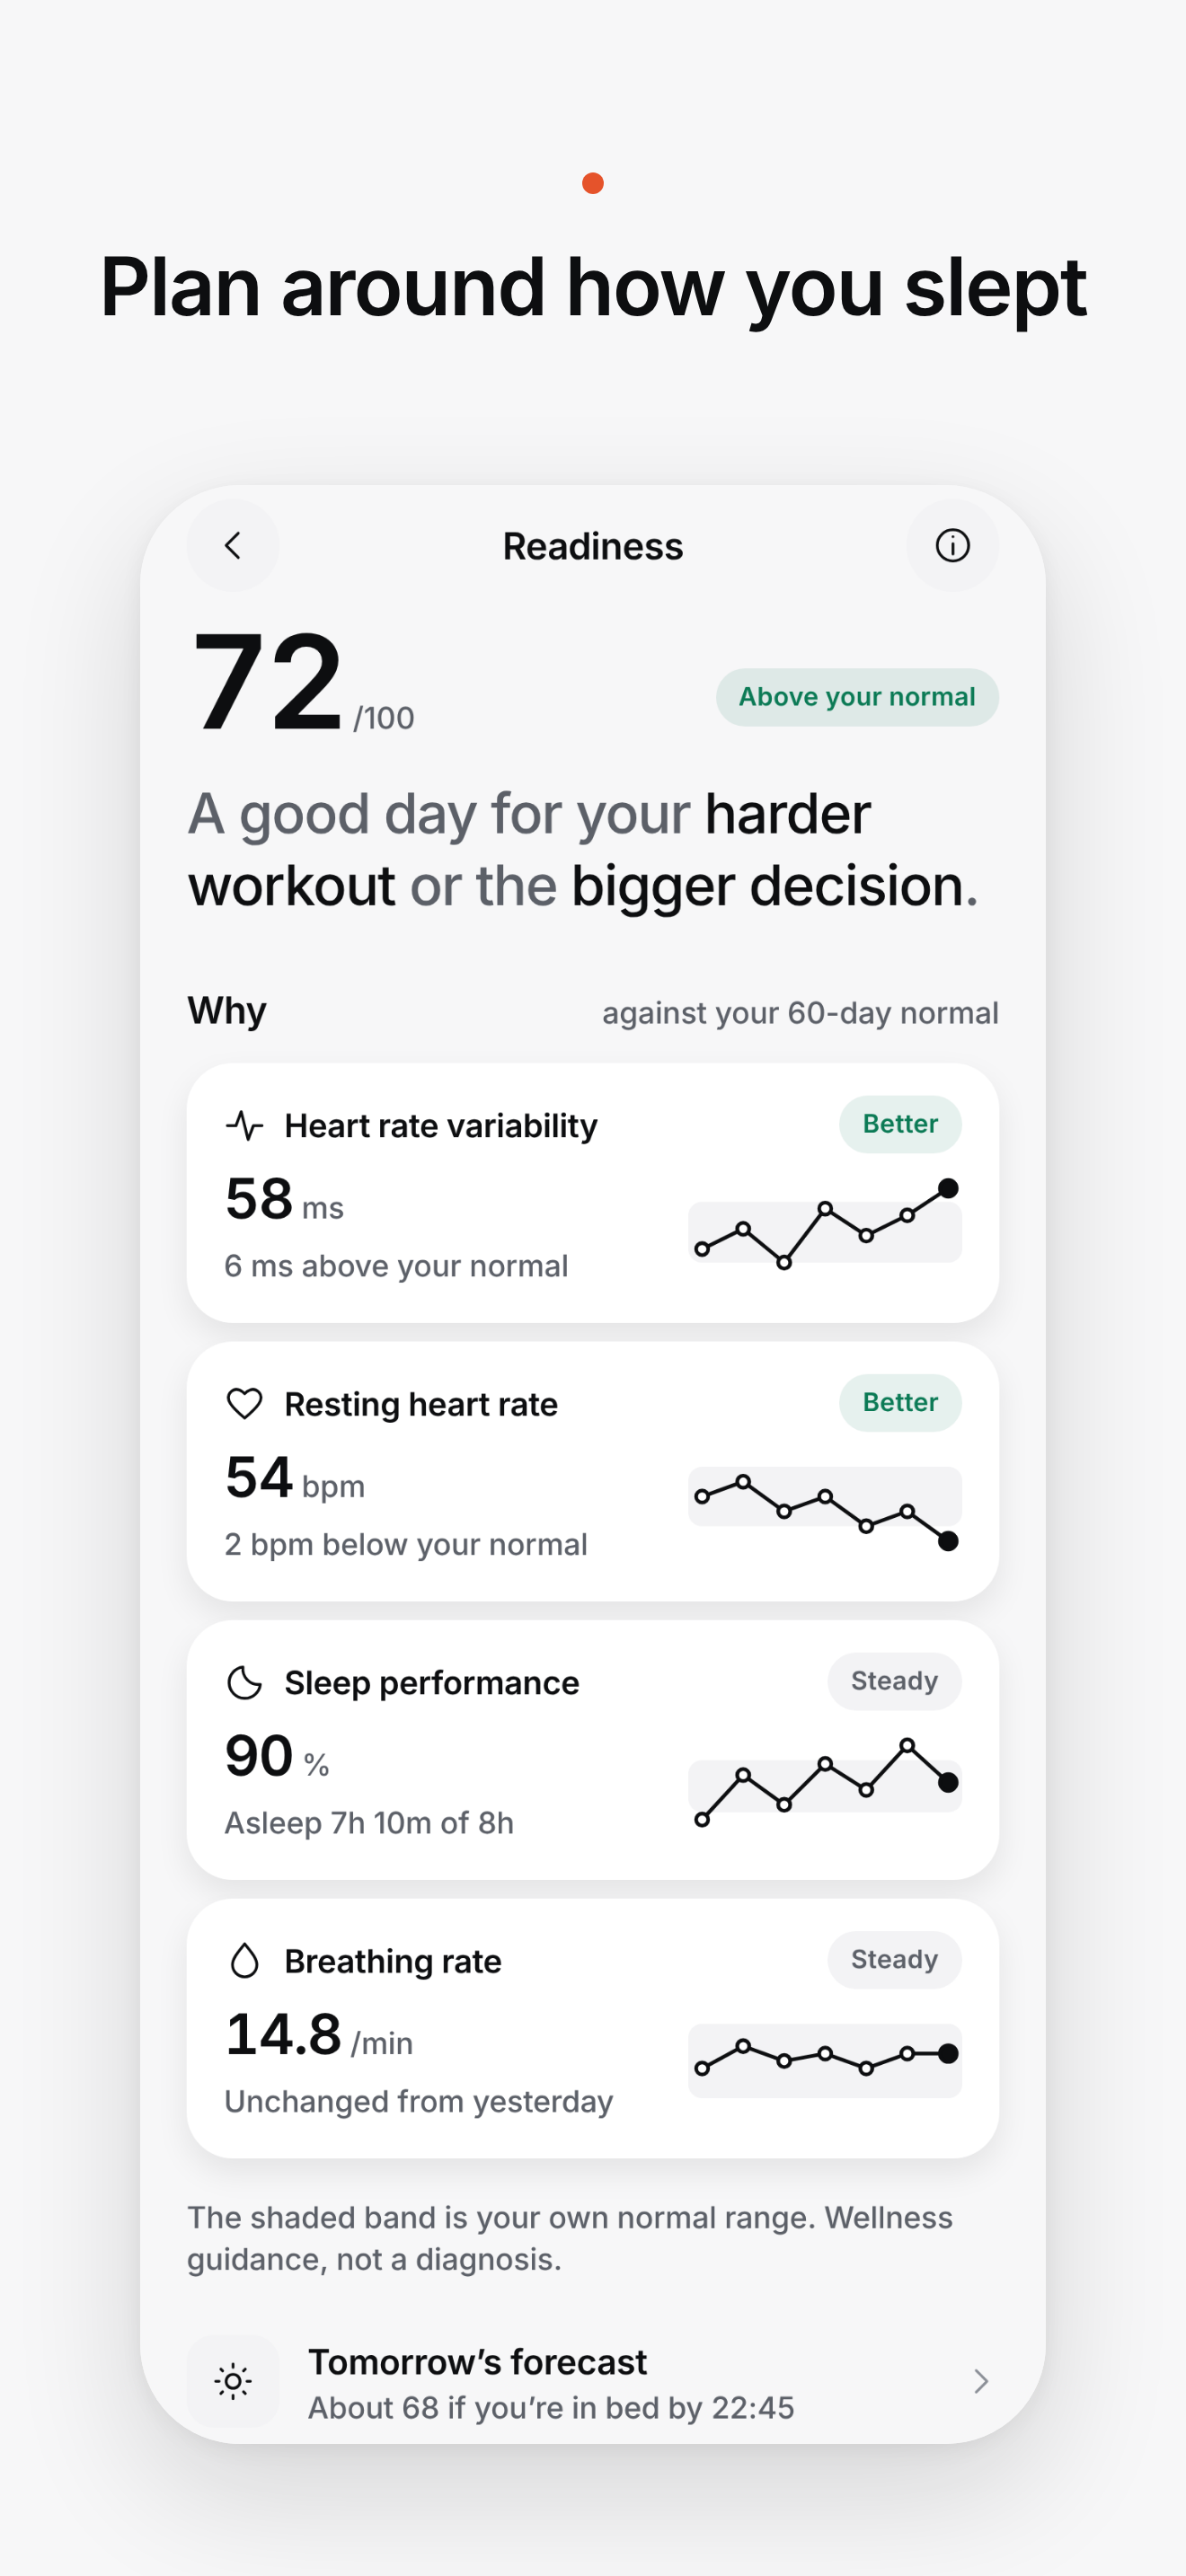 Plan around how you slept
Readiness
72 /100
Above your normal
A good day for your harder
workout or the bigger decision.
Why
against your 60-day normal
Heart rate variability
Better
58 ms
6 ms above your normal
Resting heart rate
Better
54 bpm
2 bpm below your normal
Sleep performance
Steady
90 %
Asleep 7h 10m of 8h
Breathing rate
Steady
14.8 /min
Unchanged from yesterday
The shaded band is your own normal range. Wellness
guidance, not a diagnosis.
Tomorrow’s forecast
About 68 if you’re in bed by 22:45